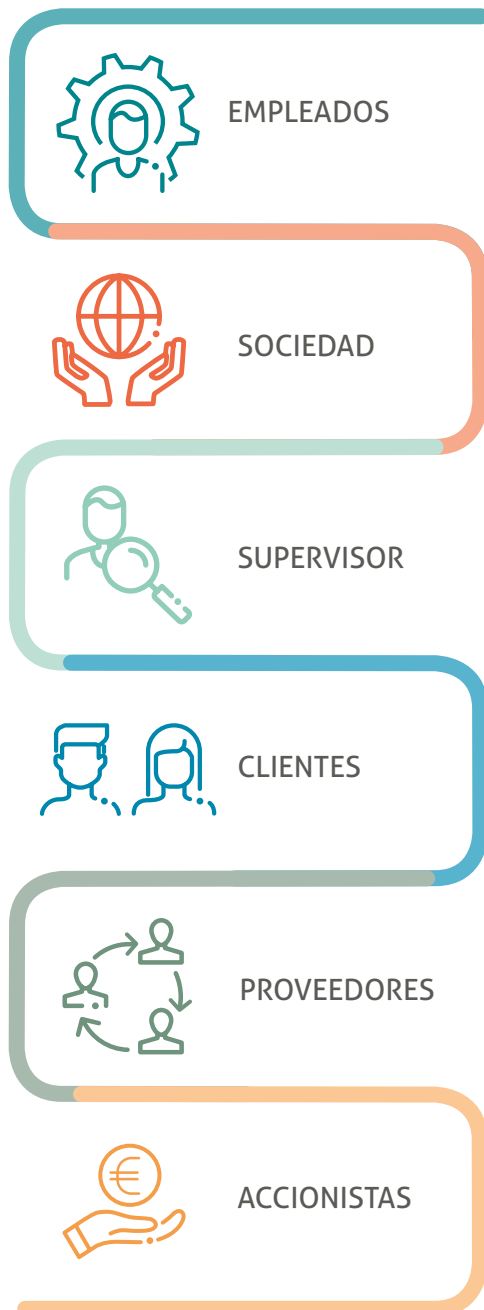 EMPLEADOS
SOCIEDAD
SUPERVISOR
CLIENTES
PROVEEDORES
€
ACCIONISTAS